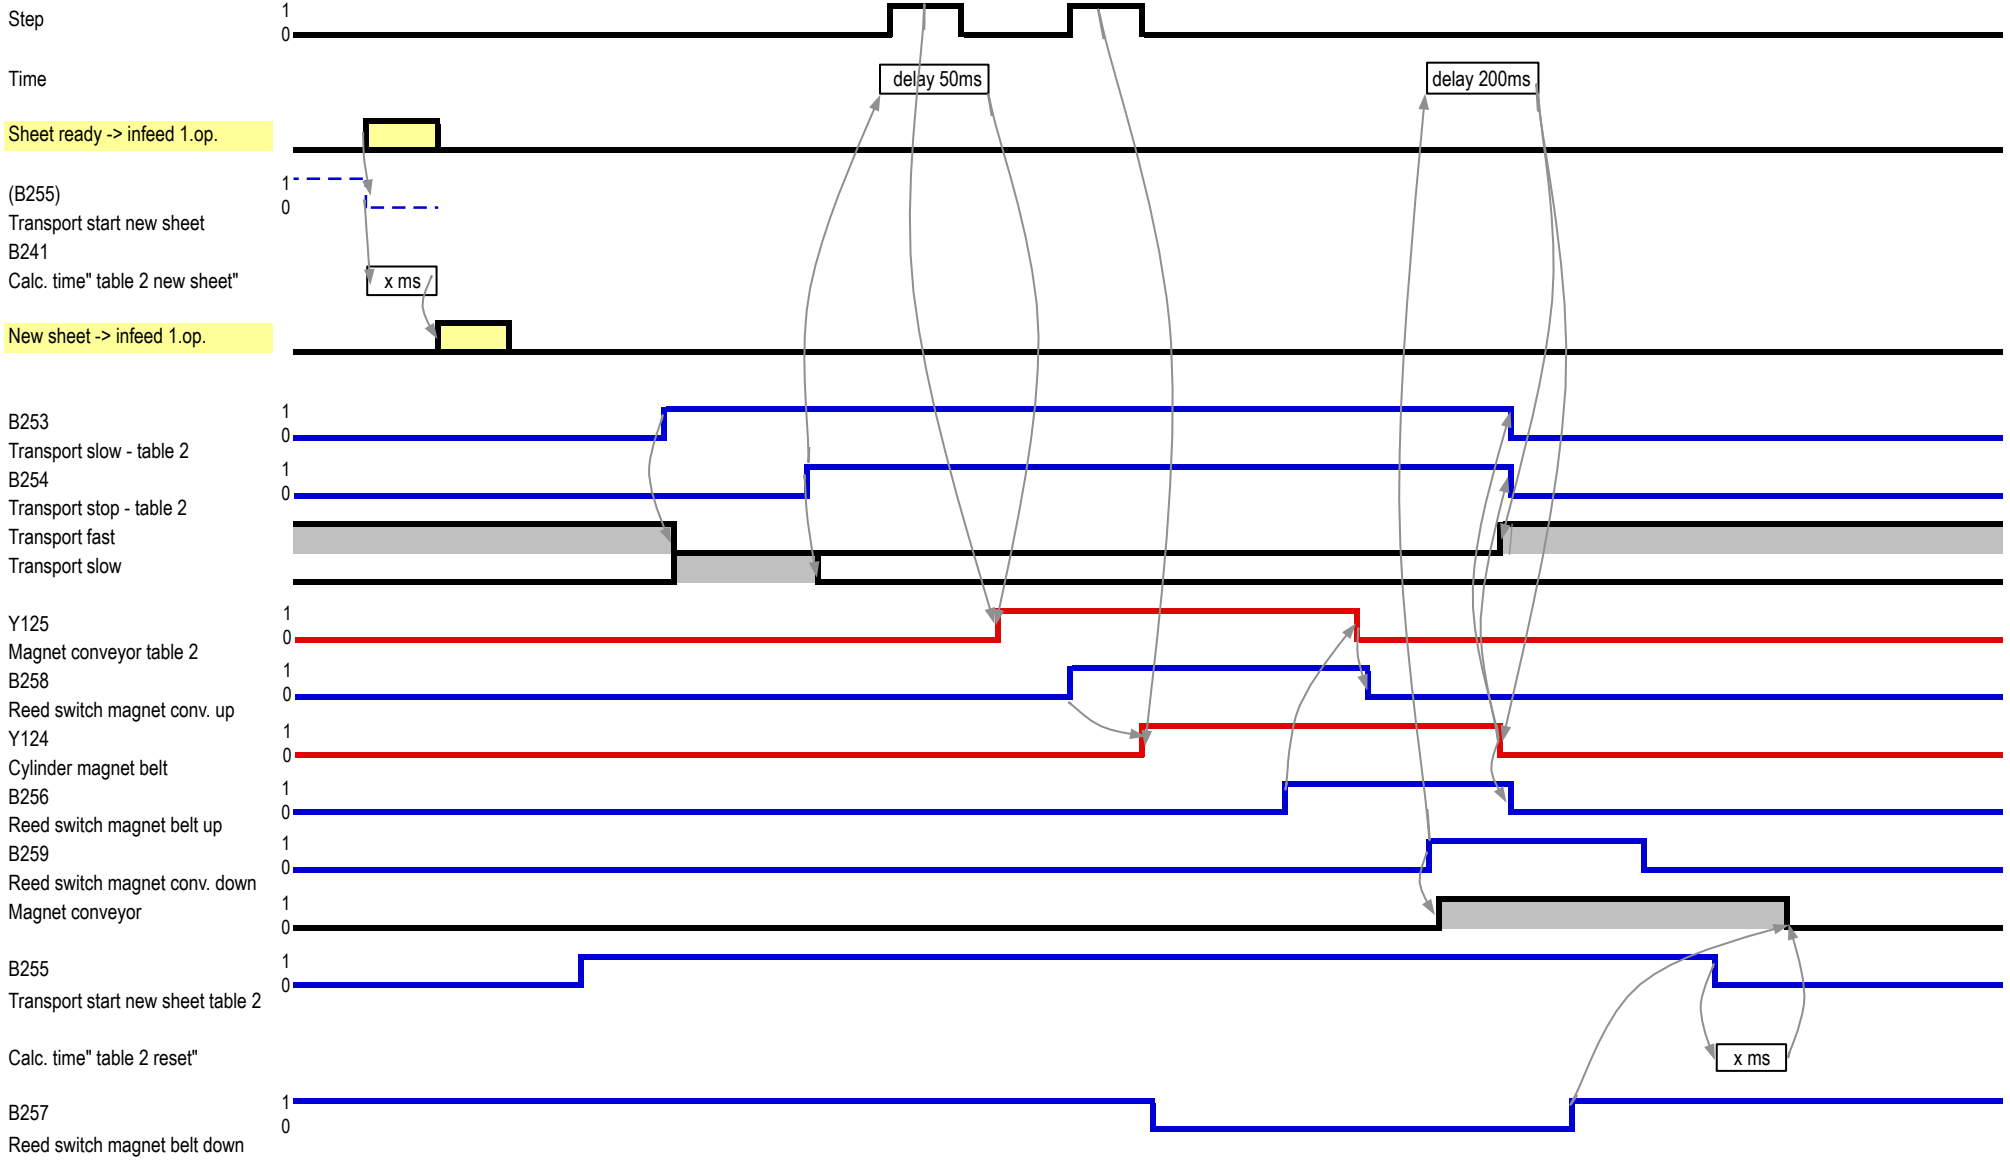 Step 1
0
Time delay 50ms delay 200ms
Sheet ready -> infeed 1.op.
1
(B255)
0
Transport start new sheet
B241
Calc. time" table 2 new sheet" x ms
New sheet -> infeed 1.op.
1
B253
0
Transport slow - table 2
1
B254
0
Transport stop - table 2
Transport fast
Transport slow
1
Y125
0
Magnet conveyor table 2
1
B258
0
Reed switch magnet conv. up
1
Y124
0
Cylinder magnet belt
1
B256
0
Reed switch magnet belt up
1
B259
0
Reed switch magnet conv. down
1
Magnet conveyor
0
1
B255
0
Transport start new sheet table 2
Calc. time" table 2 reset" x ms
1
B257
0
Reed switch magnet belt down